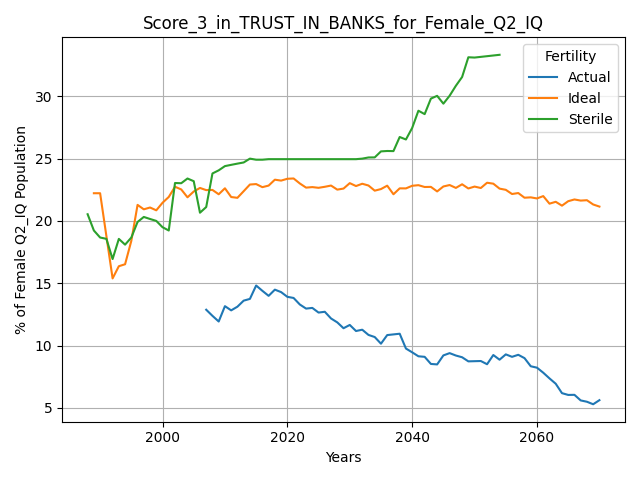 Score_3_in_TRUST_IN_BANKS_for_Female_Q2_IQ
Fertility
Actual
Ideal
Sterile
% of Female Q2_IQ Population
30
25
20
15
10
5
2000 2020 2040 2060
Years